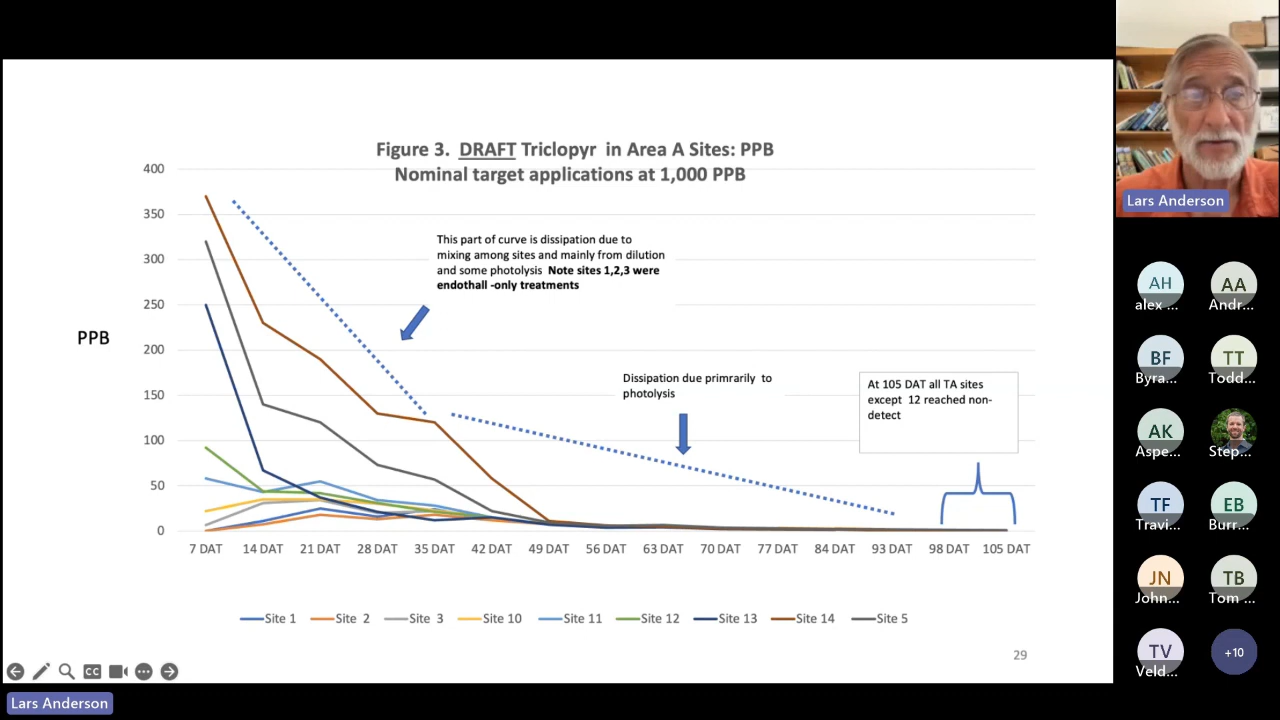 Figure 3. DRAFT Triclopyr in Area A Sites: PPB
Nominal target applications at 1,000 PPB
PPB
400
350
300
250
200
150
100
50
0
This part of curve is dissipation due to
mixing among sites and mainly from dilution
and some photolysis Note sites 1,2,3 were
endothall -only treatments
Dissipation due primrarily to
photolysis
At 105 DAT all TA sites
except 12 reached non-
detect
7 DAT 14 DAT 21 DAT 28 DAT 35 DAT 42 DAT 49 DAT 56 DAT 63 DAT 70 DAT 77 DAT 84 DAT 93 DAT 98 DAT 105 DAT
Site 1 Site 2 Site 3 Site 10 Site 11 Site 12 Site 13 Site 14 Site 5
29
CC
Lars Anderson
Lars Anderson
AH AA
alex ... Andr...
BF TT
Byra... Todd...
AK
Aspe... Step...
TF EB
Travi... Burr...
JN TB
John... Tom ...
TV +10
Veld...